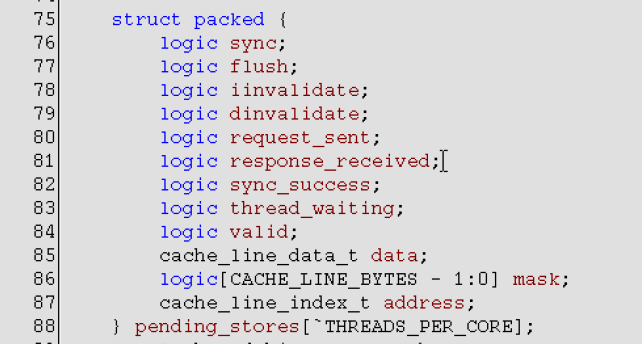 75 struct packed {
76 logic sync;
77 logic flush;
78 logic iinvalidate;
79 logic dinvalidate;
80 logic request_sent;
81 logic response_received;
82 logic sync_success;
83 logic thread_waiting;
84 logic valid;
85 cache_line_data_t data;
86 logic[CACHE_LINE_BYTES - 1:0] mask;
87 cache_line_index_t address;
88 } pending_stores[`THREADS_PER_CORE];